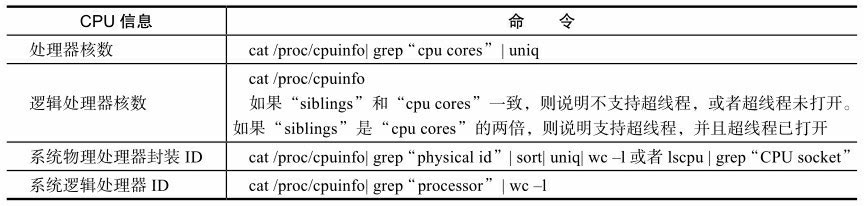 CPU 信息
命 令
处理器核数
cat /proc/cpuinfo| grep“cpu cores” | uniq
逻辑处理器核数
cat /proc/cpuinfo
如果“siblings”和“cpu cores”一致，则说明不支持超线程，或者超线程未打开。
如果“siblings”是“cpu cores”的两倍，则说明支持超线程，并且超线程已打开
系统物理处理器封装 ID
cat /proc/cpuinfo| grep“physical id”| sort| uniq| wc –l 或者 lscpu | grep“CPU socket”
系统逻辑处理器 ID
cat /proc/cpuinfo| grep“processor” | wc –l